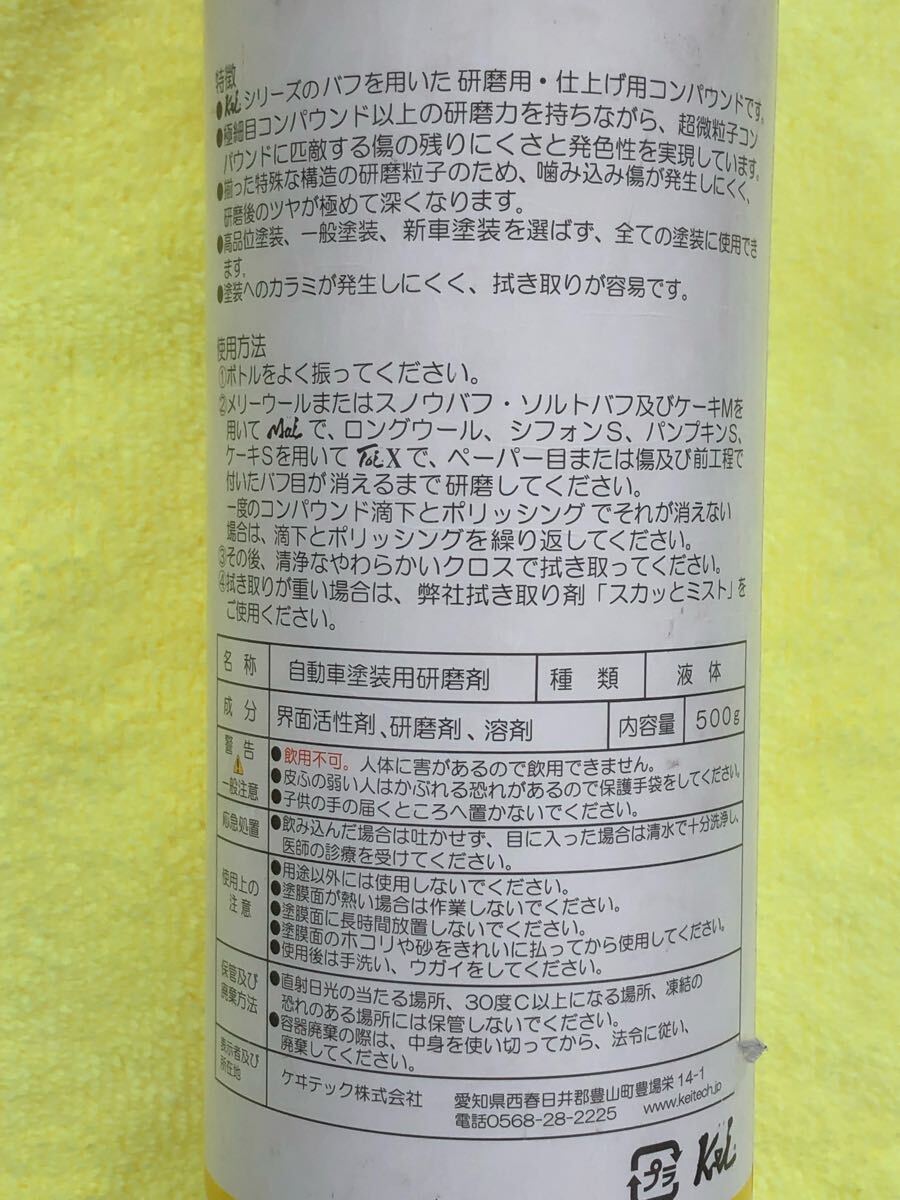 特徴
●Kei シリーズのバフを用いた 研磨用・仕上げ用コンパウンドです。
●極細目コンパウンド以上の研磨力を持ちながら、超微粒子コン
パウンドに匹敵する傷の残りにくさと発色性を実現しています。
●揃った特殊な構造の研磨粒子のため、噛み込み傷が発生しにくく、
研磨後のツヤが極めて深くなります。
●高品位塗装、一般塗装、新車塗装を選ばず、全ての塗装に使用でき
ます。
●塗装へのカラミが発生しにくく、拭き取りが容易です。
使用方法
①ボトルをよく振ってください。
②メリーウールまたはスノウバフ・ソルトバフ及びケーキMを
用いて で、ロングウール、シフォンS、パンプキンS、
ケーキSを用いて で、ペーパー目または傷及び前工程で
付いたバフ目が消えるまで研磨してください。
一度のコンパウンド滴下とポリッシングでそれが消えない
場合は、滴下とポリッシングを繰り返してください。
③その後、清浄なやわらかいクロスで拭き取ってください。
④拭き取りが重い場合は、弊社拭き取り剤「スカッとミスト」を
ご使用ください。
名 称 自動車塗装用研磨剤 種 類 液 体
成 分 界面活性剤、研磨剤、溶剤 内容量 500g
警 告
一般注意
●飲用不可。人体に害があるので飲用できません。
●皮ふの弱い人はかぶれる恐れがあるので保護手袋をしてください。
●子供の手の届くところへ置かないでください。
応急処置
●飲み込んだ場合は吐かせず、目に入った場合は清水で十分洗浄し、
医師の診療を受けてください。
使用上の
注 意
●用途以外には使用しないでください。
●塗膜面が熱い場合は作業しないでください。
●塗膜面に長時間放置しないでください。
●塗膜面のホコリや砂をきれいに払ってから使用してください。
●使用後は手洗い、ウガイをしてください。
保管及び
廃棄方法
●直射日光の当たる場所、30度C以上になる場所、凍結の
恐れのある場所には保管しないでください。
●容器廃棄の際は、中身を使い切ってから、法令に従い、
廃棄してください。
表示者及び
所在地
ケヰテック株式会社 愛知県西春日井郡豊山町豊場栄14-1
電話0568-28-2225 www.keitech.jp
プラ Kei